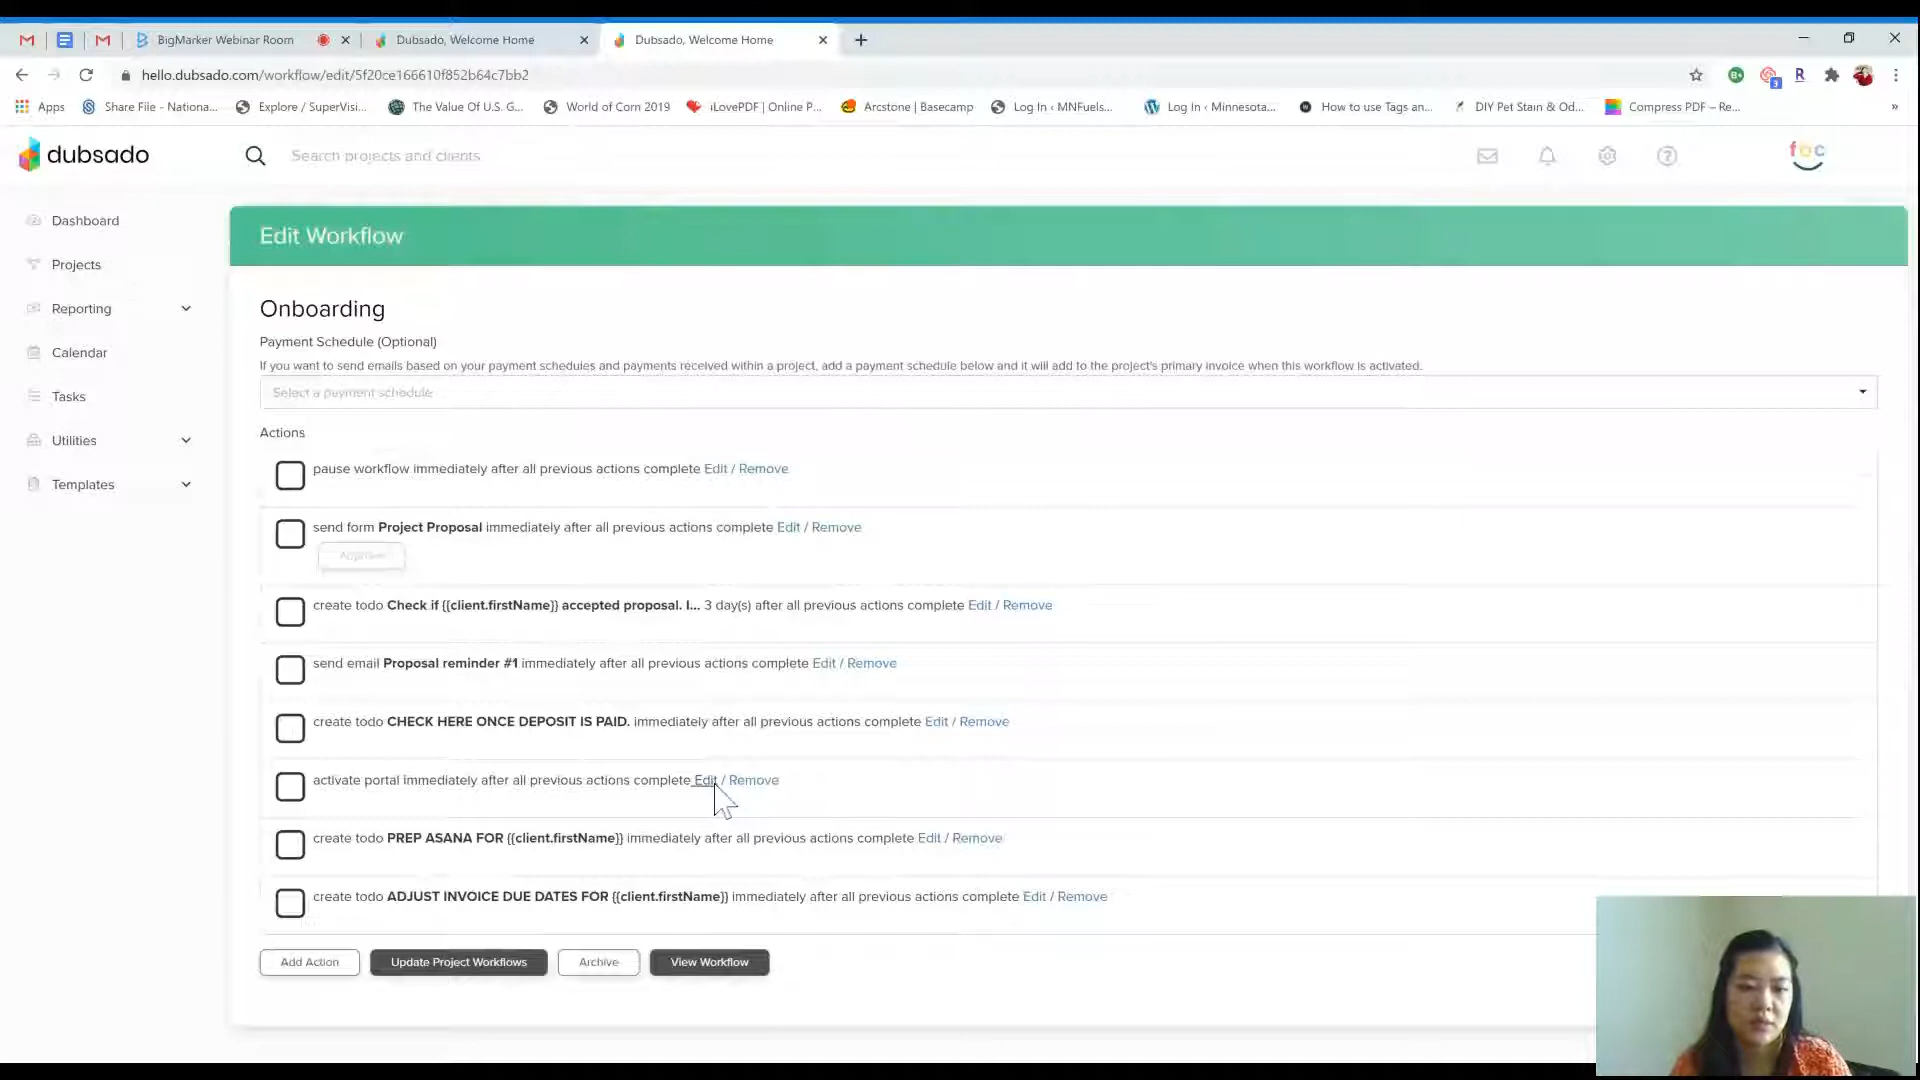 BigMarker Webinar Room
Dubsado, Welcome Home
Dubsado, Welcome Home
hello.dubsado.com/workflow/edit/5f20ce166610f852b64c7bb2
Apps
Share File - Nationa...
Explore / SuperVisi...
The Value Of U.S. G...
World of Corn 2019
iLovePDF | Online P...
Arcstone | Basecamp
Log In ‹ MNFuels...
Log In ‹ Minnesota...
How to use Tags an...
DIY Pet Stain & Od...
Compress PDF – Re...
dubsado
Search projects and clients
foc
Dashboard
Projects
Reporting
Calendar
Tasks
Utilities
Templates
Edit Workflow
Onboarding
Payment Schedule (Optional)
If you want to send emails based on your payment schedules and payments received within a project, add a payment schedule below and it will add to the project's primary invoice when this workflow is activated.
Select a payment schedule
Actions
pause workflow immediately after all previous actions complete Edit / Remove
send form Project Proposal immediately after all previous actions complete Edit / Remove
Approve
create todo Check if {{client.firstName}} accepted proposal. I... 3 day(s) after all previous actions complete Edit / Remove
send email Proposal reminder #1 immediately after all previous actions complete Edit / Remove
create todo CHECK HERE ONCE DEPOSIT IS PAID. immediately after all previous actions complete Edit / Remove
activate portal immediately after all previous actions complete Edit / Remove
create todo PREP ASANA FOR {{client.firstName}} immediately after all previous actions complete Edit / Remove
create todo ADJUST INVOICE DUE DATES FOR {{client.firstName}} immediately after all previous actions complete Edit / Remove
Add Action
Update Project Workflows
Archive
View Workflow